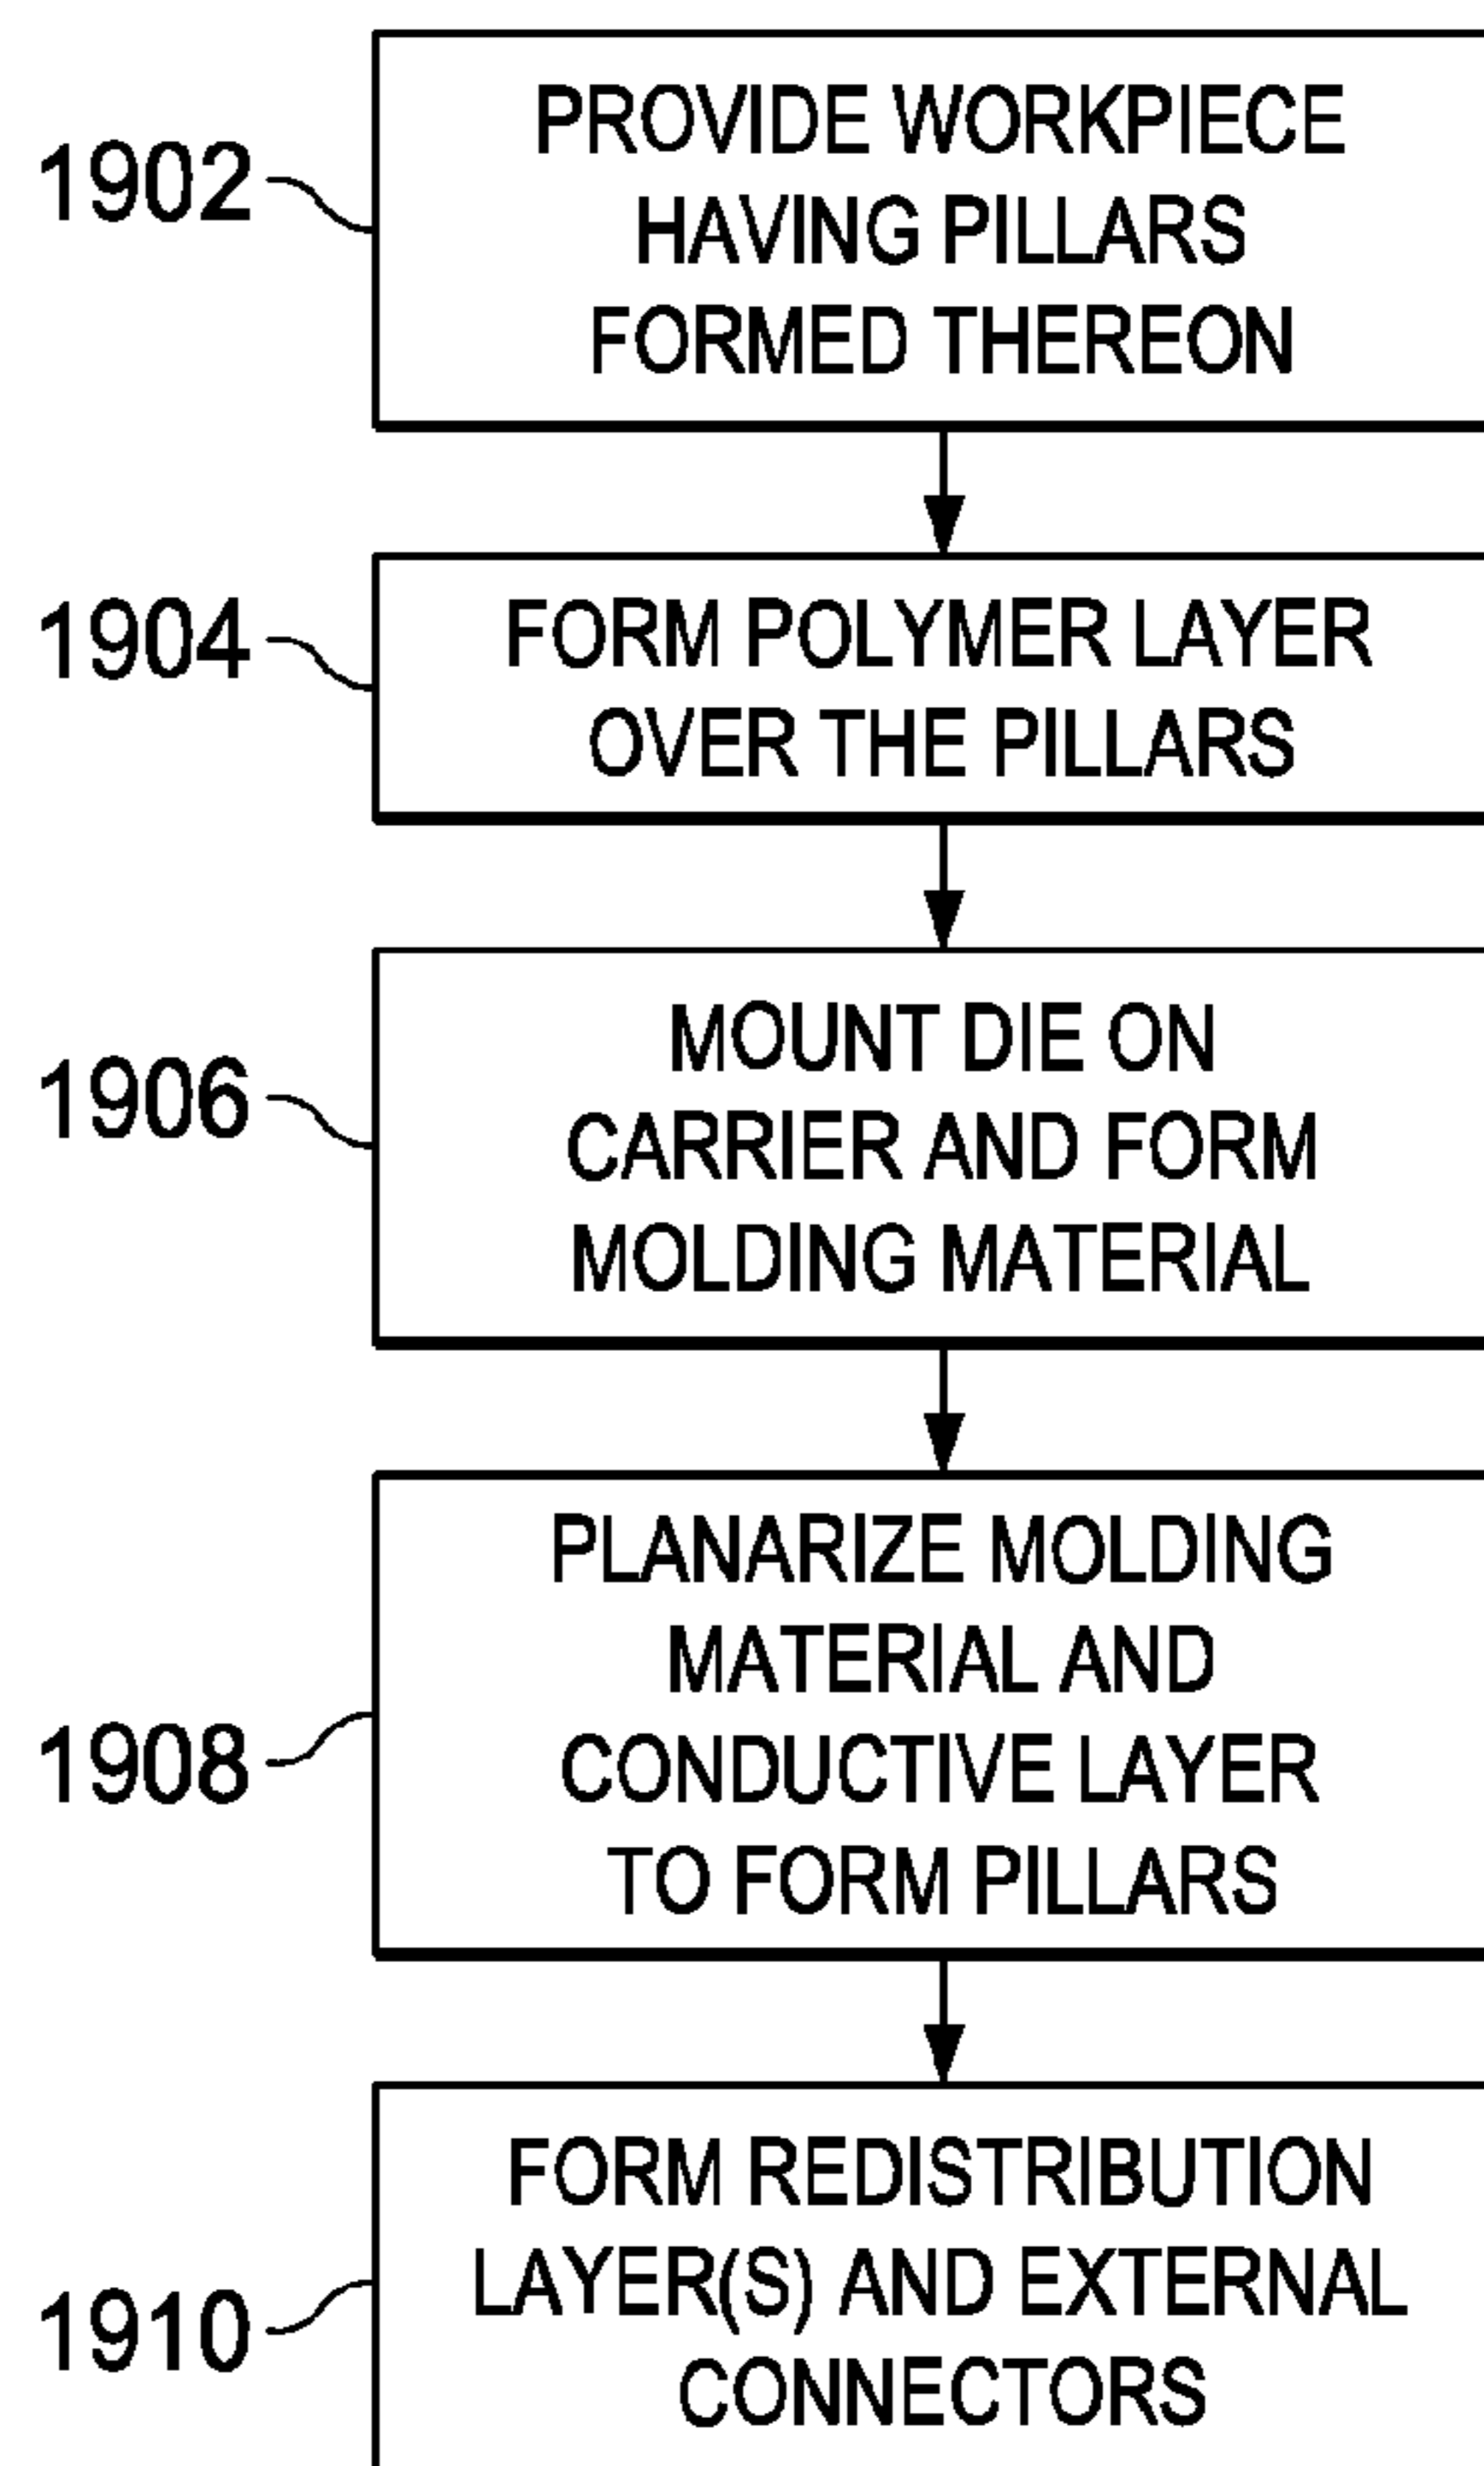 1902
PROVIDE WORKPIECE
HAVING PILLARS
FORMED THEREON
1904
FORM POLYMER LAYER
OVER THE PILLARS
1906
MOUNT DIE ON
CARRIER AND FORM
MOLDING MATERIAL
1908
PLANARIZE MOLDING
MATERIAL AND
CONDUCTIVE LAYER
TO FORM PILLARS
1910
FORM REDISTRIBUTION
LAYER(S) AND EXTERNAL
CONNECTORS